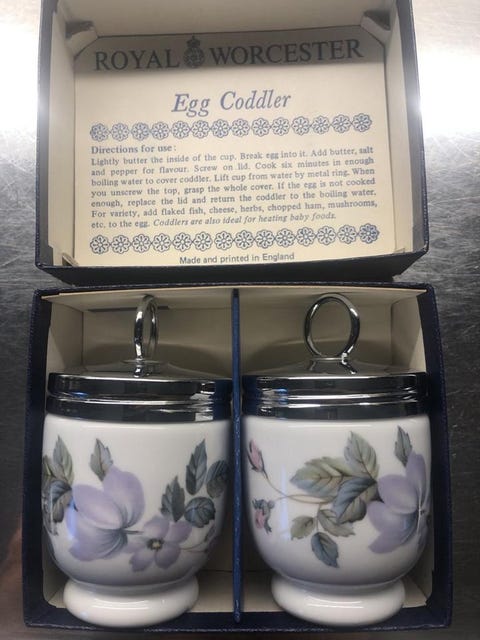 ROYAL WORCESTER
Egg Coddler
Directions for use :
Lightly butter the inside of the cup. Break egg into it. Add butter, salt
and pepper for flavour. Screw on lid. Cook six minutes in enough
boiling water to cover coddler. Lift cup from water by metal ring. When
you unscrew the top, grasp the whole cover. If the egg is not cooked
enough, replace the lid and return the coddler to the boiling water.
For variety, add flaked fish, cheese, herbs, chopped ham, mushrooms,
etc, to the egg. Coddlers are also ideal for heating baby foods.
Made and printed in England